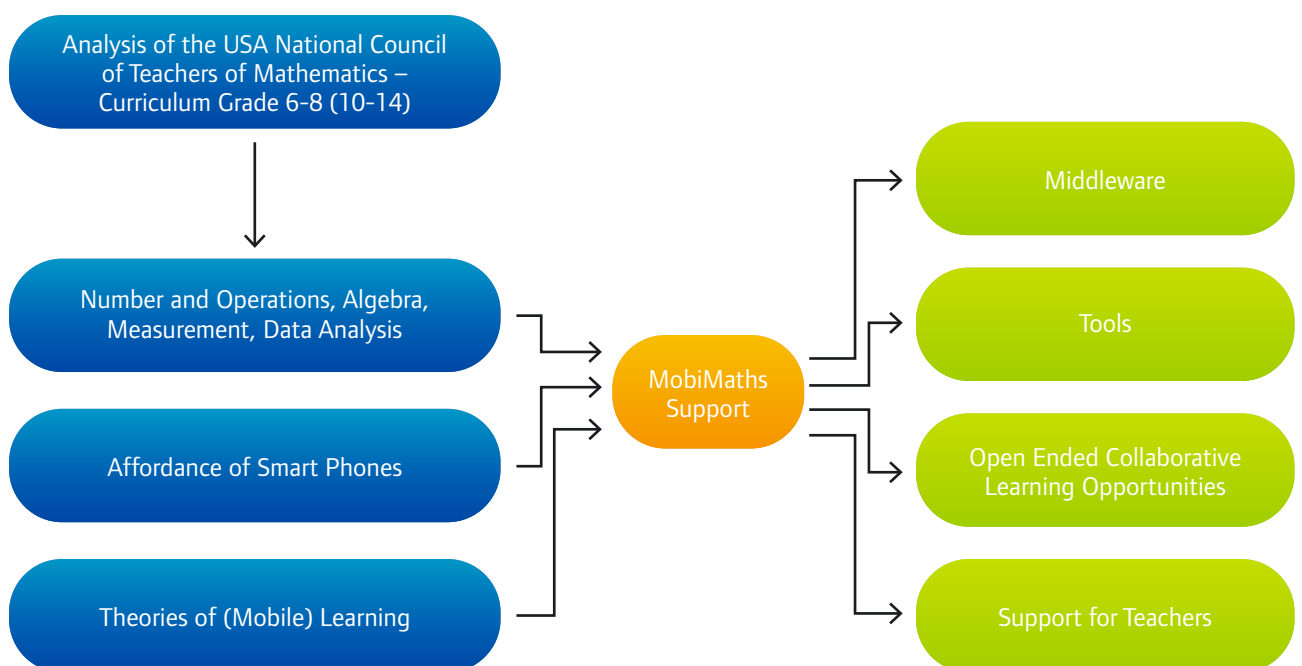 Analysis of the USA National Council
of Teachers of Mathematics –
Curriculum Grade 6-8 (10-14)
Number and Operations, Algebra,
Measurement, Data Analysis
Affordance of Smart Phones
Theories of (Mobile) Learning
MobiMaths
Support
Middleware
Tools
Open Ended Collaborative
Learning Opportunities
Support for Teachers